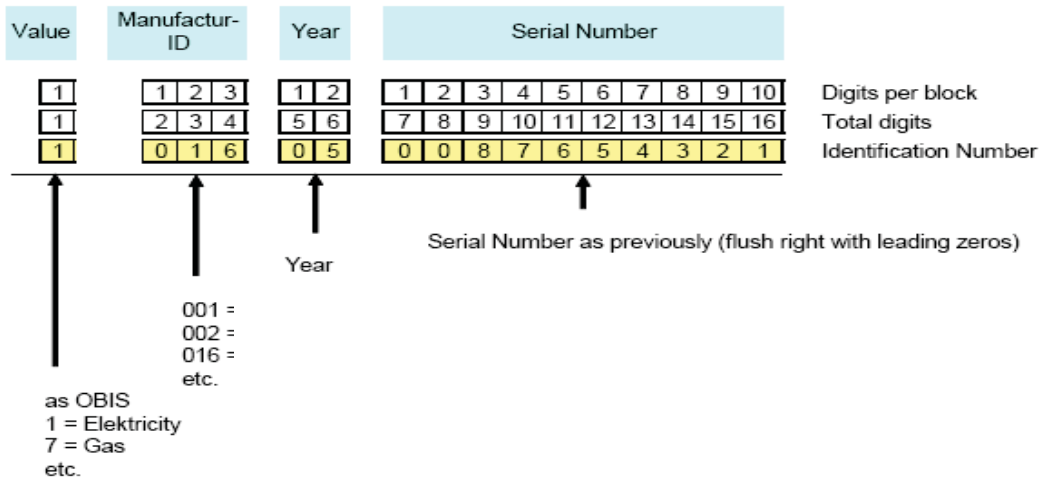 Value Manufactur- Year Serial Number
ID
1 1 2 3 1 2 1 2 3 4 5 6 7 8 9 10 Digits per block
1 2 3 4 5 6 7 8 9 10 11 12 13 14 15 16 Total digits
1 0 1 6 0 5 0 0 8 7 6 5 4 3 2 1 Identification Number
Serial Number as previously (flush right with leading zeros)
Year
001 =
002 =
016 =
etc.
as OBIS
1 = Elektricity
7 = Gas
etc.